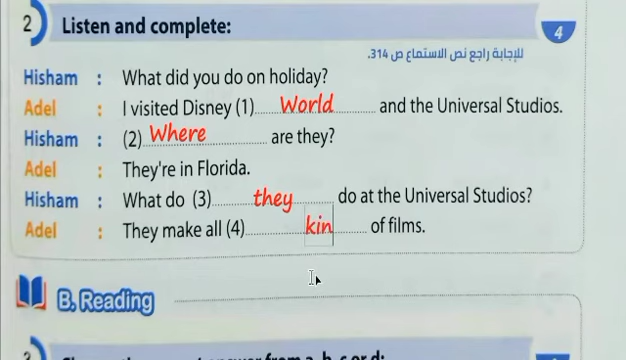 2 Listen and complete:
4
للإجابة راجع نص الاستماع ص 314.
Hisham : What did you do on holiday?
Adel : I visited Disney (1) World and the Universal Studios.
Hisham : (2) Where are they?
Adel : They're in Florida.
Hisham : What do (3) they do at the Universal Studios?
Adel : They make all (4) kin of films.
B. Reading